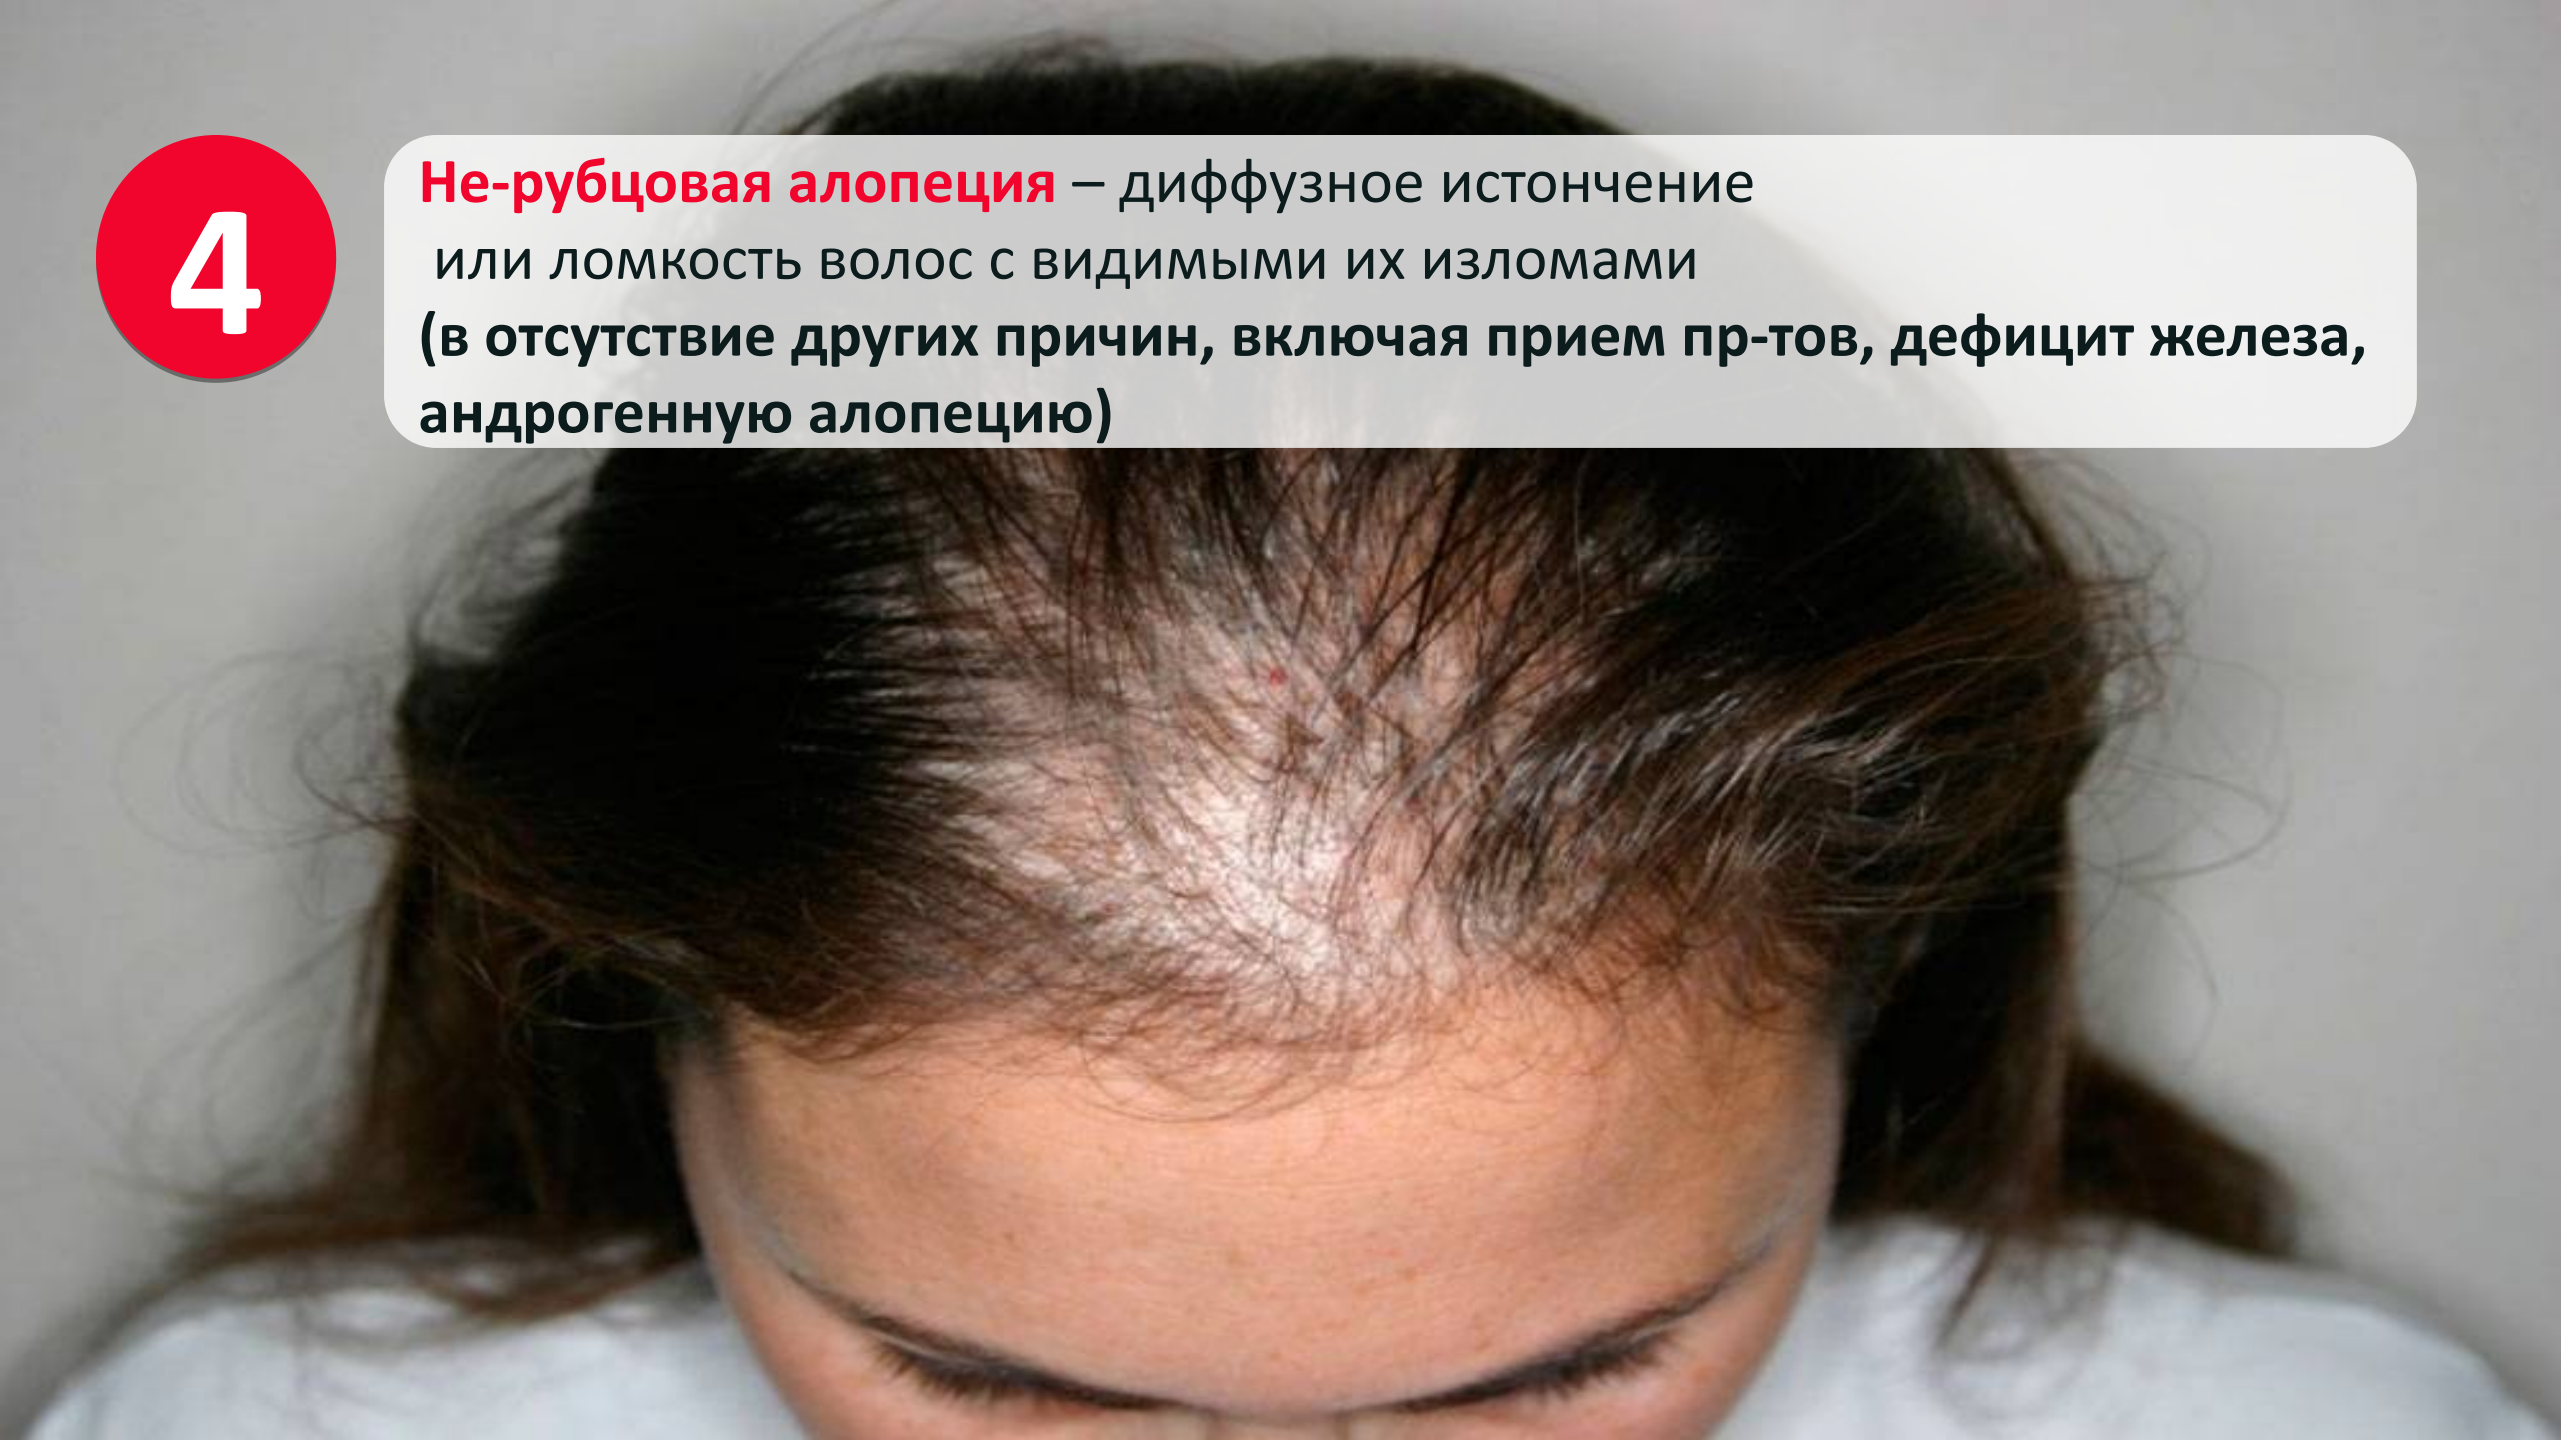 4
Не-рубцовая алопеция – диффузное истончение
или ломкость волос с видимыми их изломами
(в отсутствие других причин, включая прием пр-тов, дефицит железа,
андрогенную алопецию)